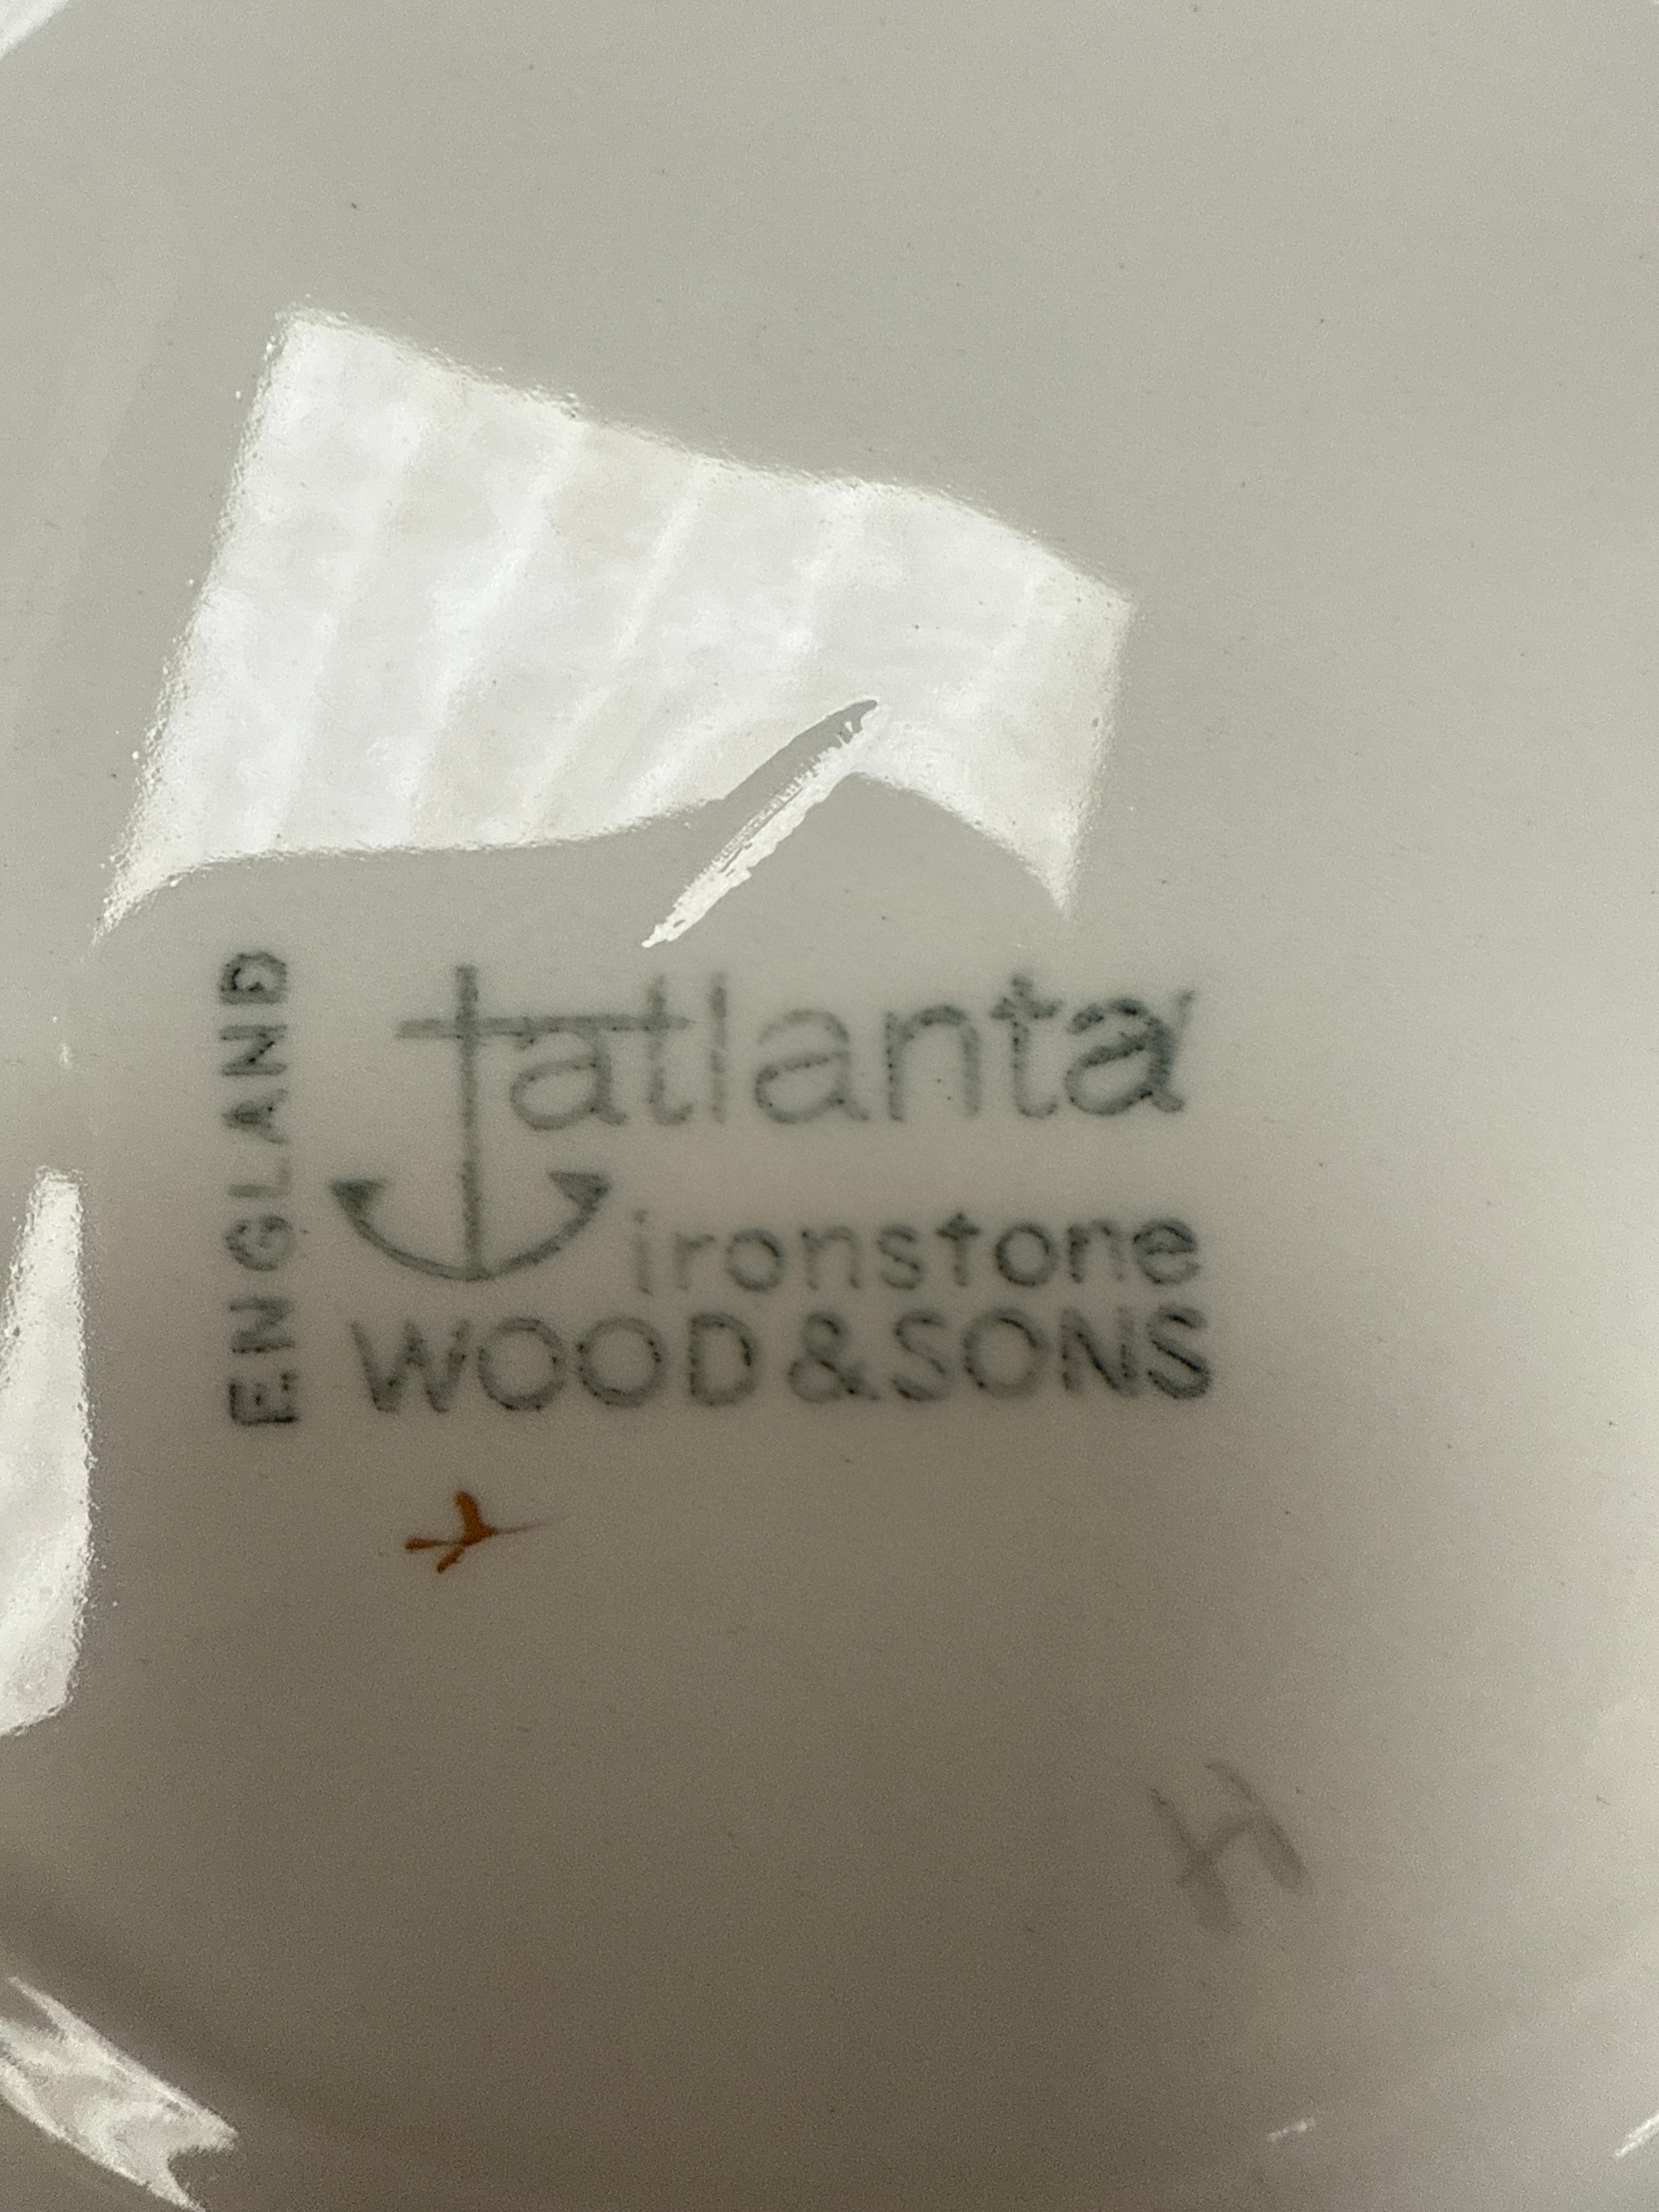 ENGLAND
atlanta
ironstone
WOOD & SONS
H